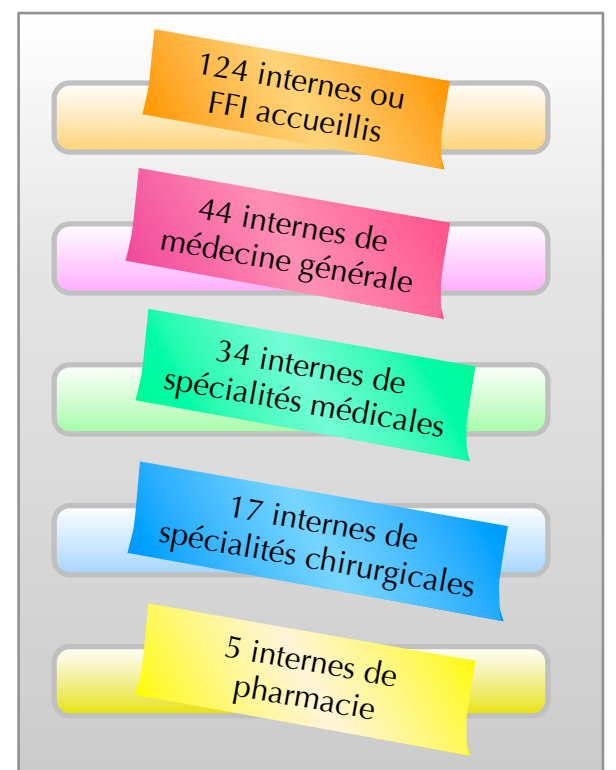 124 internes ou
FFI accueillis
44 internes de
médecine générale
34 internes de
spécialités médicales
17 internes de
spécialités chirurgicales
5 internes de
pharmacie